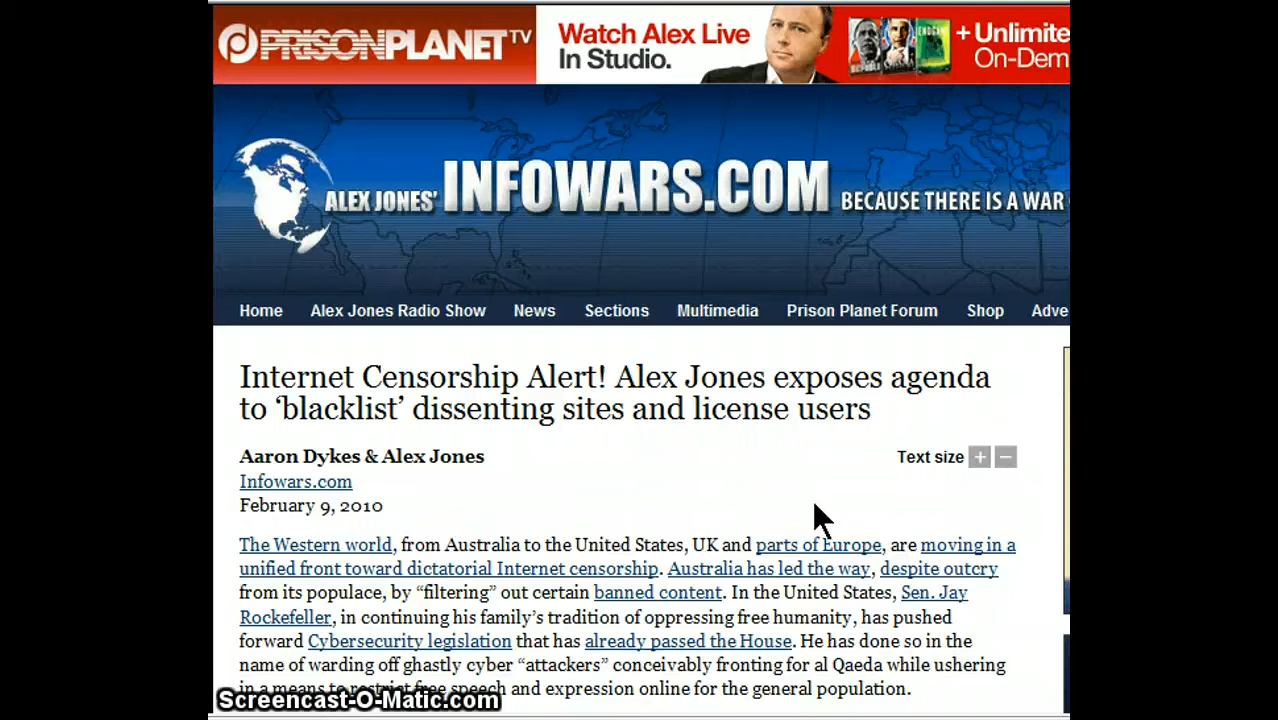 PRISONPLANET TV
Watch Alex Live
In Studio.
+ Unlimite
On-Dem
ALEX JONES' INFOWARS.COM BECAUSE THERE IS A WAR
Home Alex Jones Radio Show News Sections Multimedia Prison Planet Forum Shop Adve
Internet Censorship Alert! Alex Jones exposes agenda
to ‘blacklist’ dissenting sites and license users
Aaron Dykes & Alex Jones
Text size + −
Infowars.com
February 9, 2010
The Western world, from Australia to the United States, UK and parts of Europe, are moving in a
unified front toward dictatorial Internet censorship. Australia has led the way, despite outcry
from its populace, by “filtering” out certain banned content. In the United States, Sen. Jay
Rockefeller, in continuing his family’s tradition of oppressing free humanity, has pushed
forward Cybersecurity legislation that has already passed the House. He has done so in the
name of warding off ghastly cyber “attackers” conceivably fronting for al Qaeda while ushering
in a means to restrict free speech and expression online for the general population.
Screencast-O-Matic.com